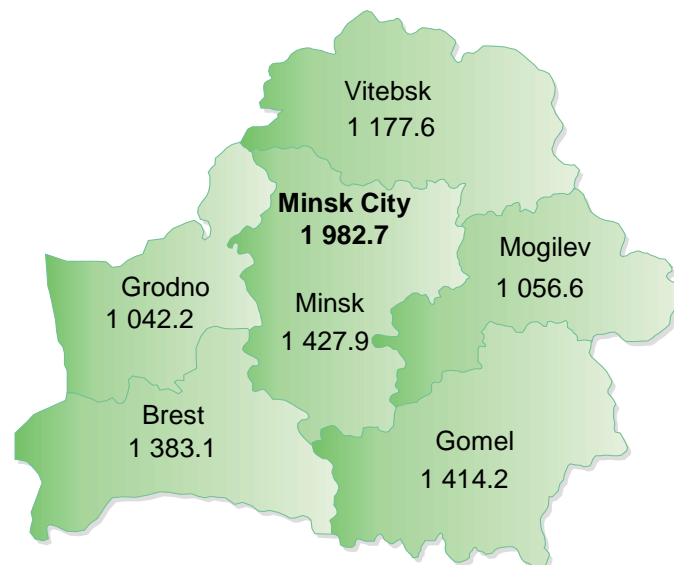 Vitebsk
1 177.6
Minsk City
1 982.7
Mogilev
1 056.6
Grodno
1 042.2
Minsk
1 427.9
Brest
1 383.1
Gomel
1 414.2